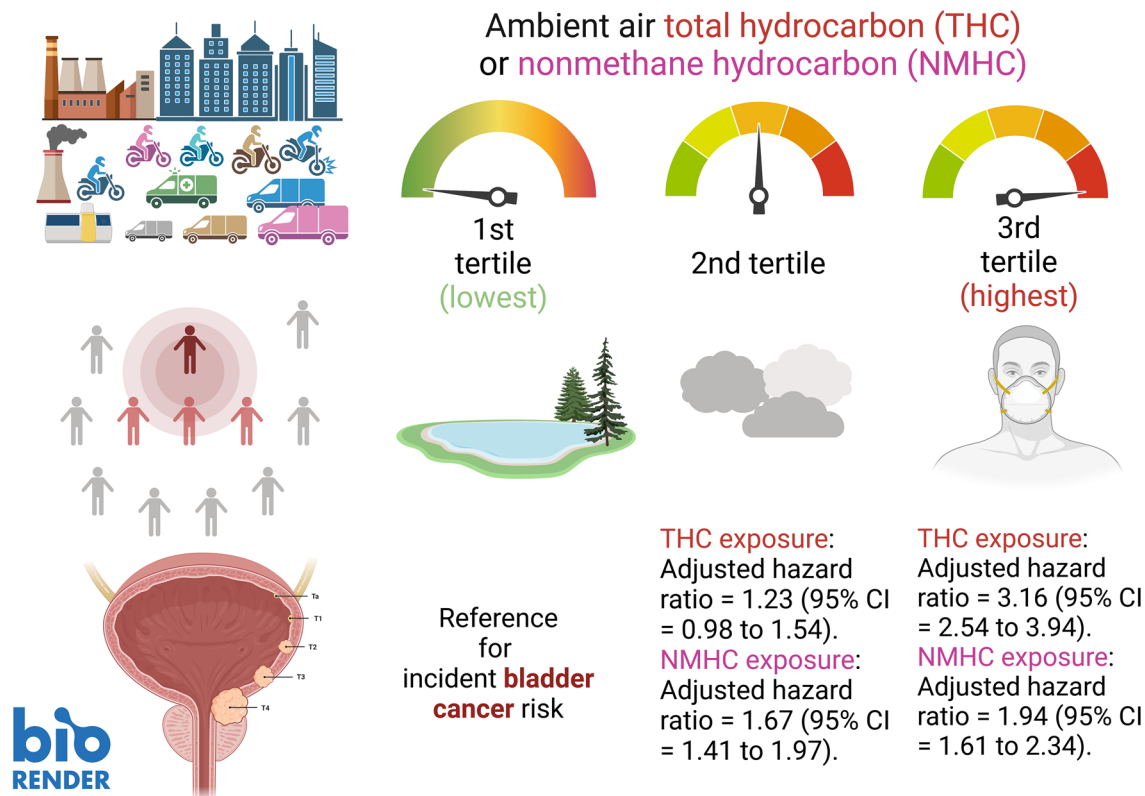 Ambient air total hydrocarbon (THC)
or nonmethane hydrocarbon (NMHC)
1st
tertile
(lowest)
2nd tertile
3rd
tertile
(highest)
Ta
T1
T2
T3
T4
Reference
for
incident bladder
cancer risk
THC exposure:
Adjusted hazard
ratio = 1.23 (95% CI
= 0.98 to 1.54).
NMHC exposure:
Adjusted hazard
ratio = 1.67 (95% CI
= 1.41 to 1.97).
THC exposure:
Adjusted hazard
ratio = 3.16 (95% CI
= 2.54 to 3.94).
NMHC exposure:
Adjusted hazard
ratio = 1.94 (95% CI
= 1.61 to 2.34).
bio
RENDER